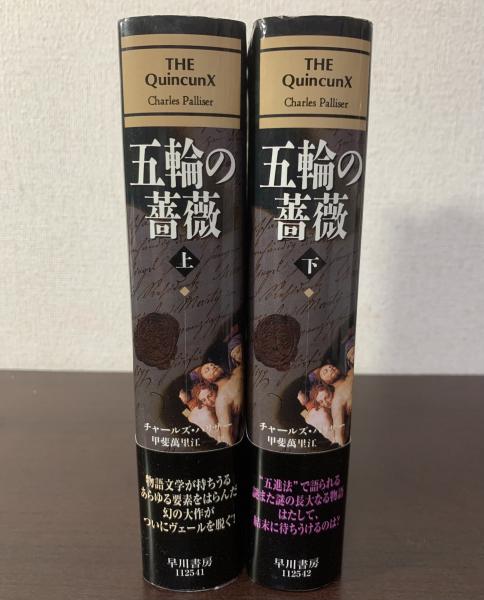 THE
QuincunX
Charles Palliser
五輪の
薔薇
上
チャールズ・パリサー
甲斐萬里江
物語文学が持ちうる
あらゆる要素をはらんだ
幻の大作が
ついにヴェールを脱ぐ!
早川書房
112541
THE
QuincunX
Charles Palliser
五輪の
薔薇
下
チャールズ・パリサー
甲斐萬里江
“五進法”で語られる
謎また謎の長大なる物語
はたして、
結末に待ちうけるのは?
早川書房
112542